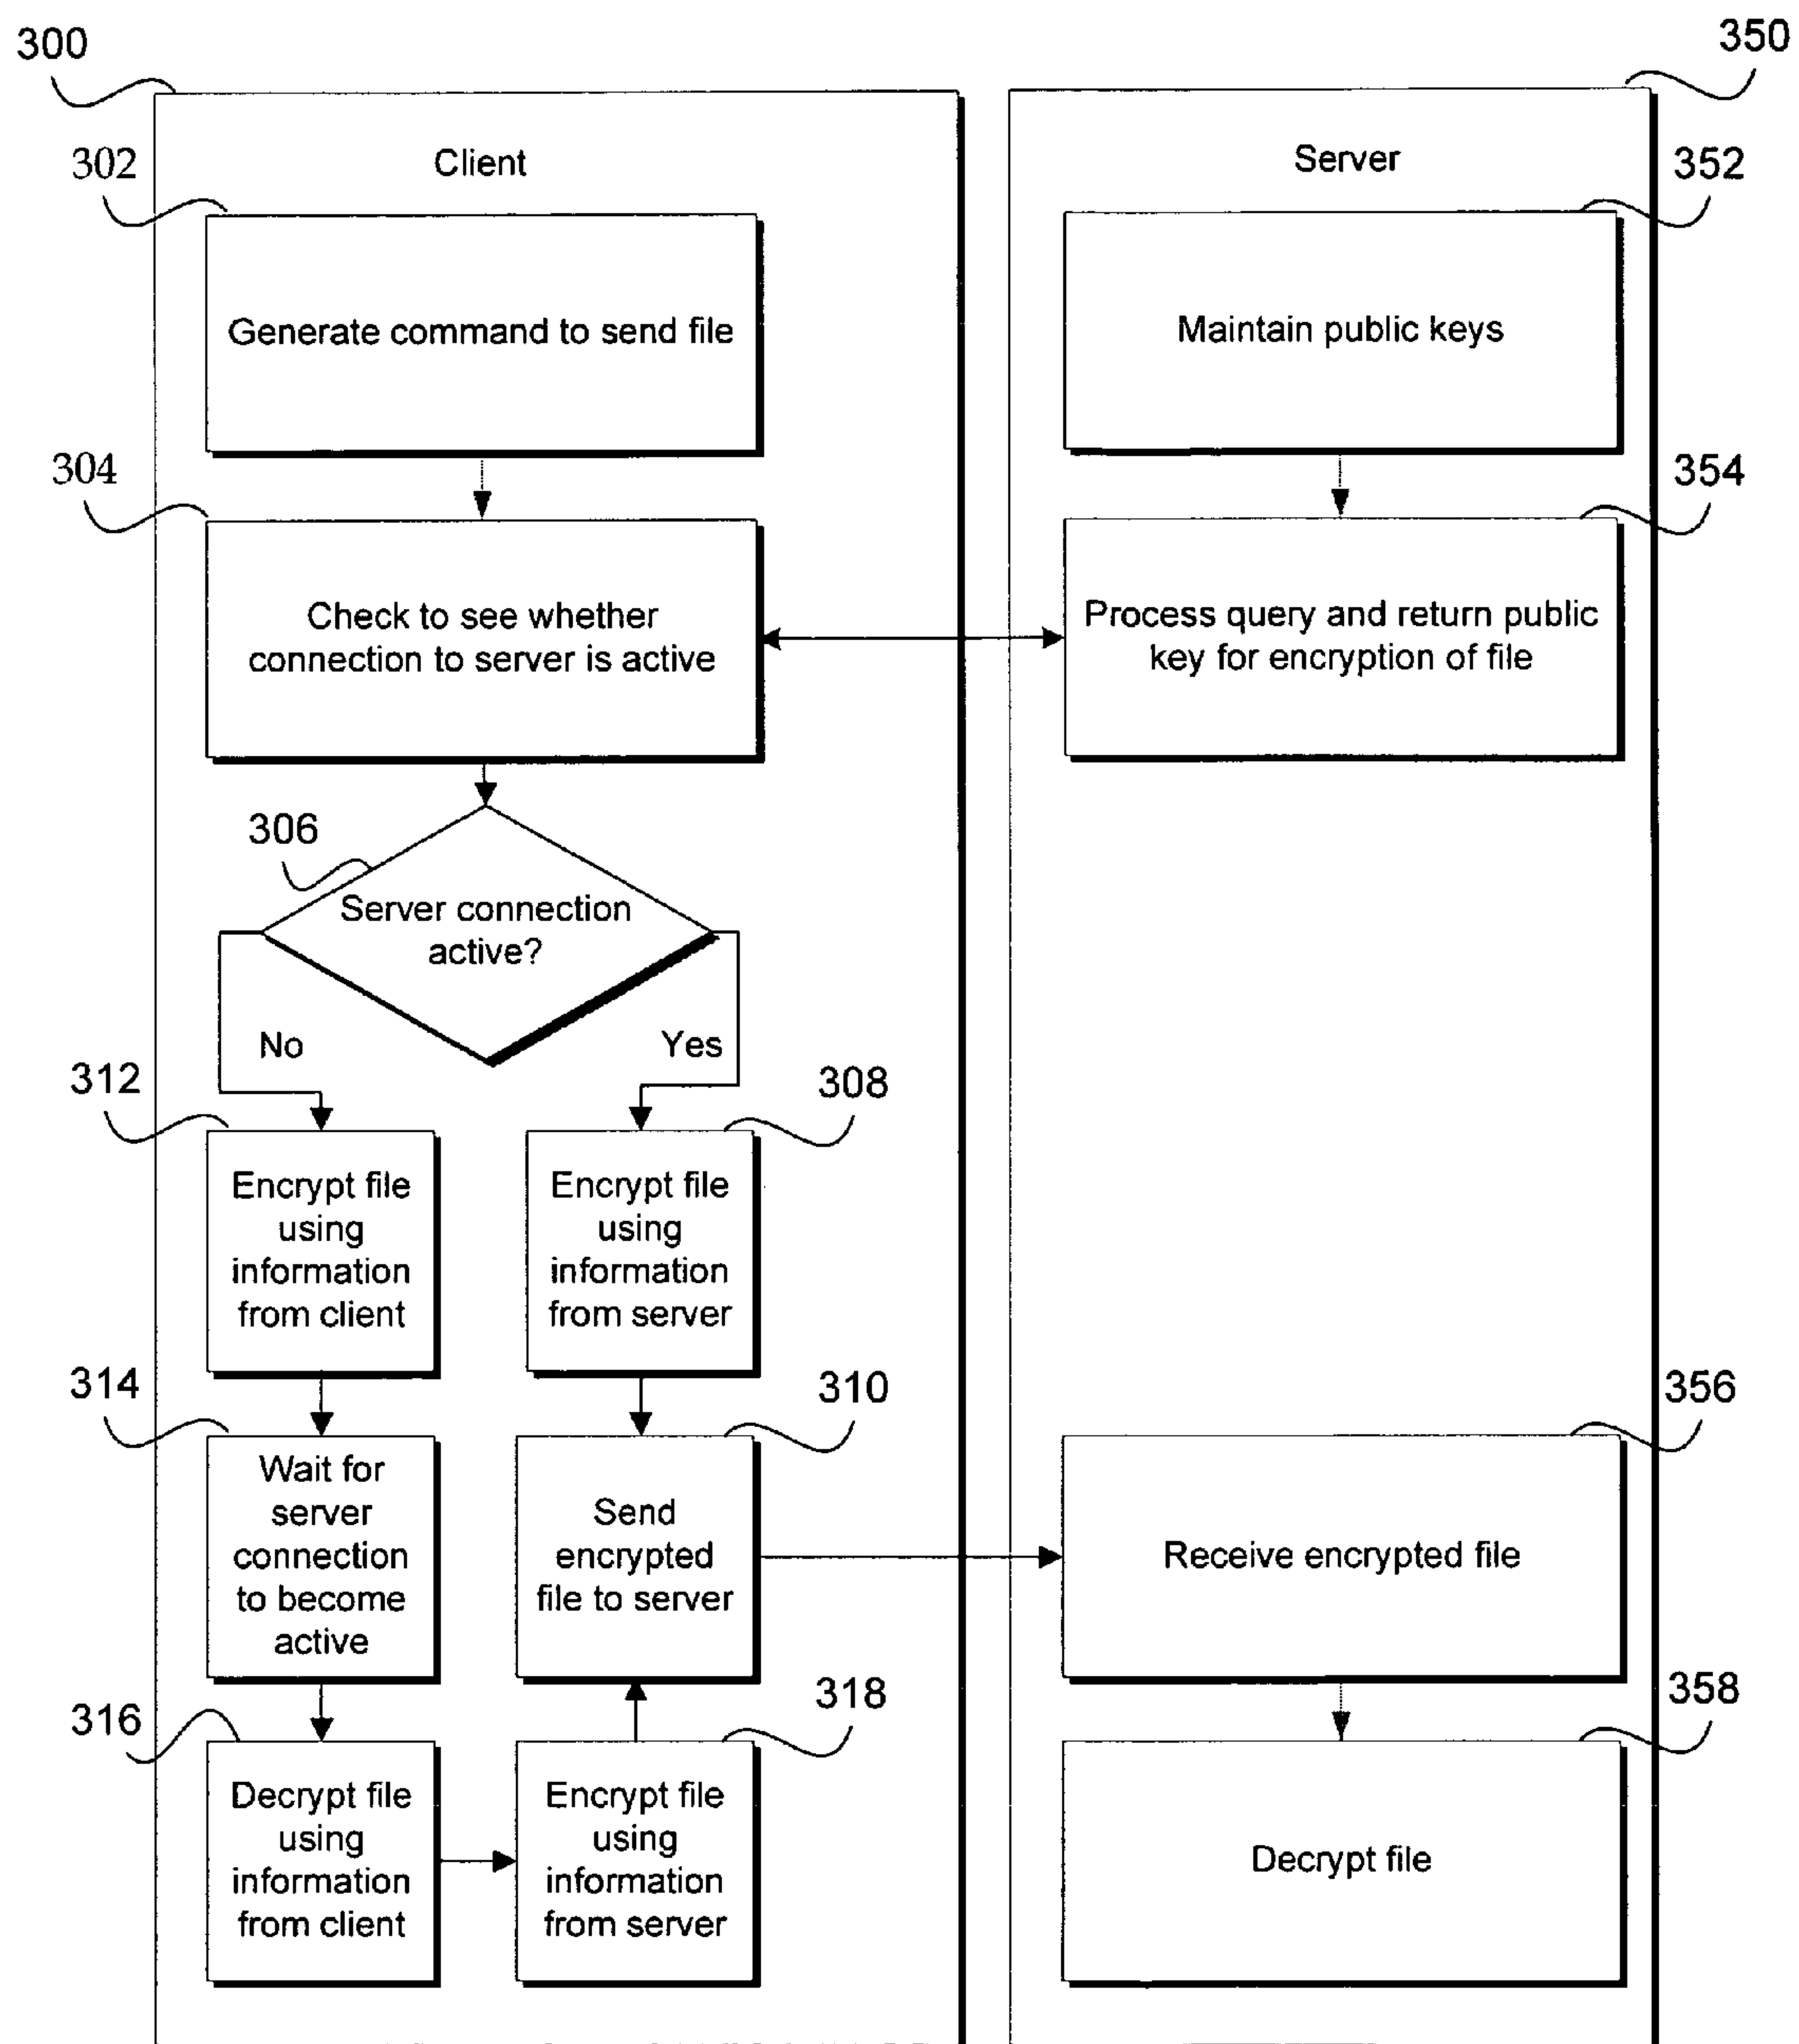 300
350
302
Client
Server
352
Generate command to send file
Maintain public keys
304
354
Check to see whether
connection to server is active
Process query and return public
key for encryption of file
306
Server connection
active?
No
Yes
312
308
Encrypt file
using
information
from client
Encrypt file
using
information
from server
314
310
356
Wait for
server
connection
to become
active
Send
encrypted
file to server
Receive encrypted file
316
318
358
Decrypt file
using
information
from client
Encrypt file
using
information
from server
Decrypt file